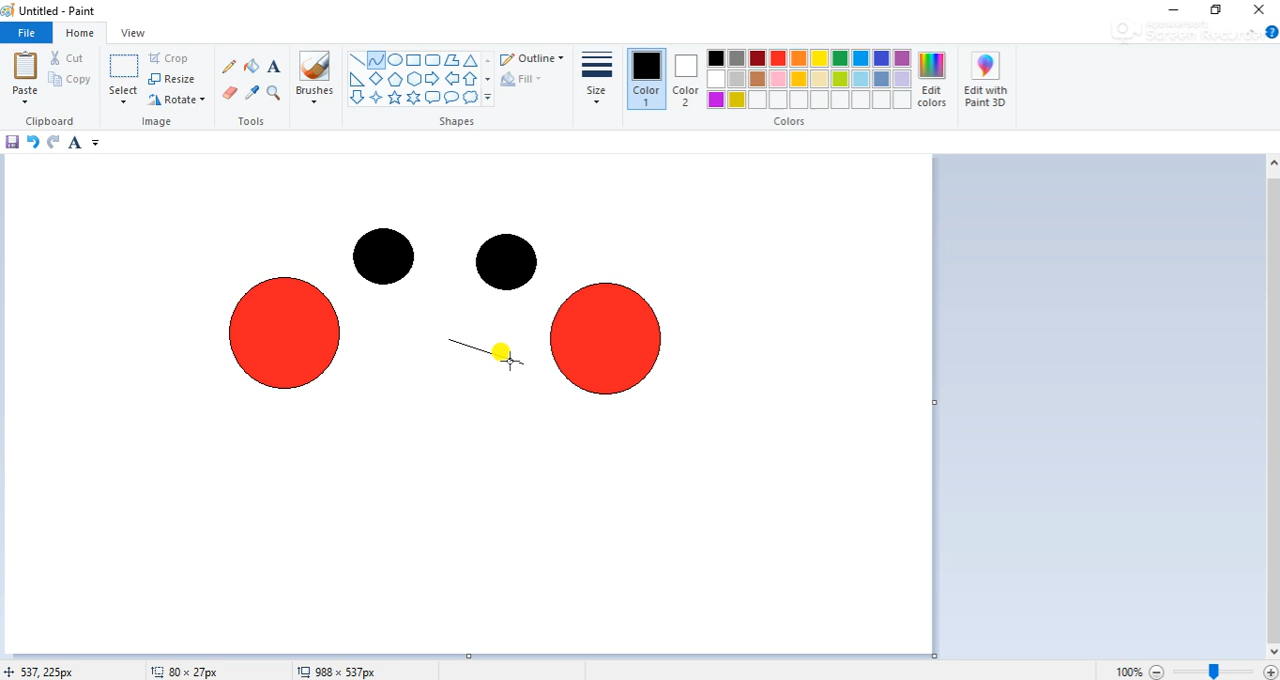 Untitled - Paint
File Home View
Paste Cut Copy Clipboard
Select Crop Resize Rotate Image
A Tools
Brushes
Shapes Outline Fill
Size
Color 1 Color 2 Colors
Edit colors
Edit with Paint 3D
Screen Recorder
A
537, 225px 80 × 27px 988 × 537px 100%